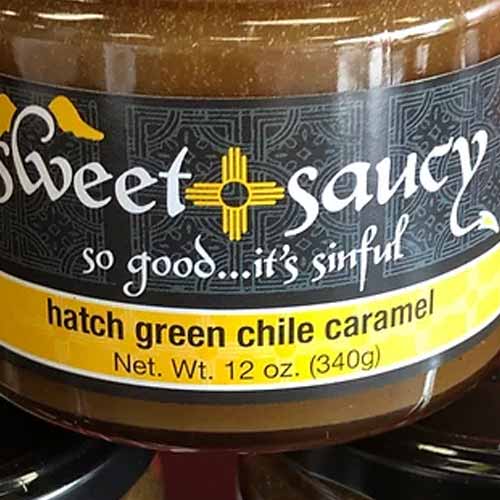 sweet saucy
so good...it's sinful
hatch green chile caramel
Net. Wt. 12 oz. (340g)